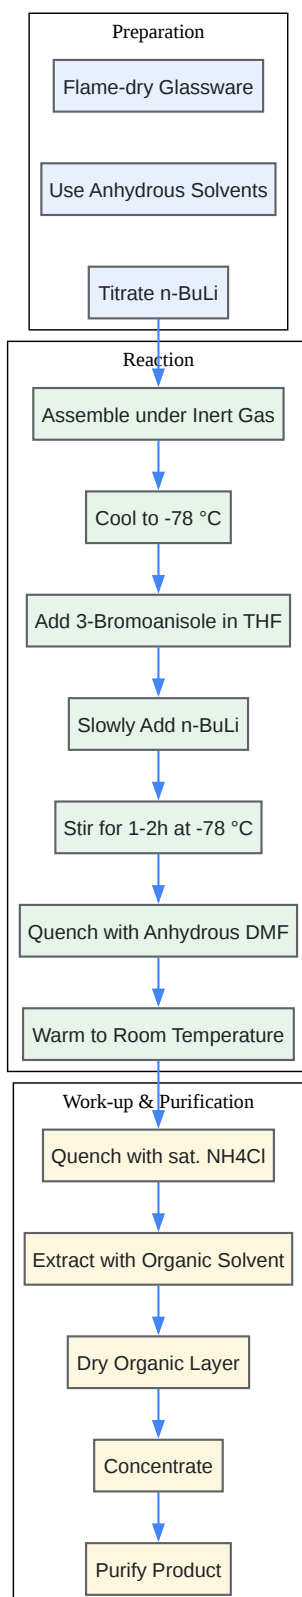 Preparation
Flame-dry Glassware
Use Anhydrous Solvents
Titrate n-BuLi
Reaction
Assemble under Inert Gas
Cool to -78 °C
Add 3-Bromoanisole in THF
Slowly Add n-BuLi
Stir for 1-2h at -78 °C
Quench with Anhydrous DMF
Warm to Room Temperature
Work-up & Purification
Quench with sat. NH4Cl
Extract with Organic Solvent
Dry Organic Layer
Concentrate
Purify Product